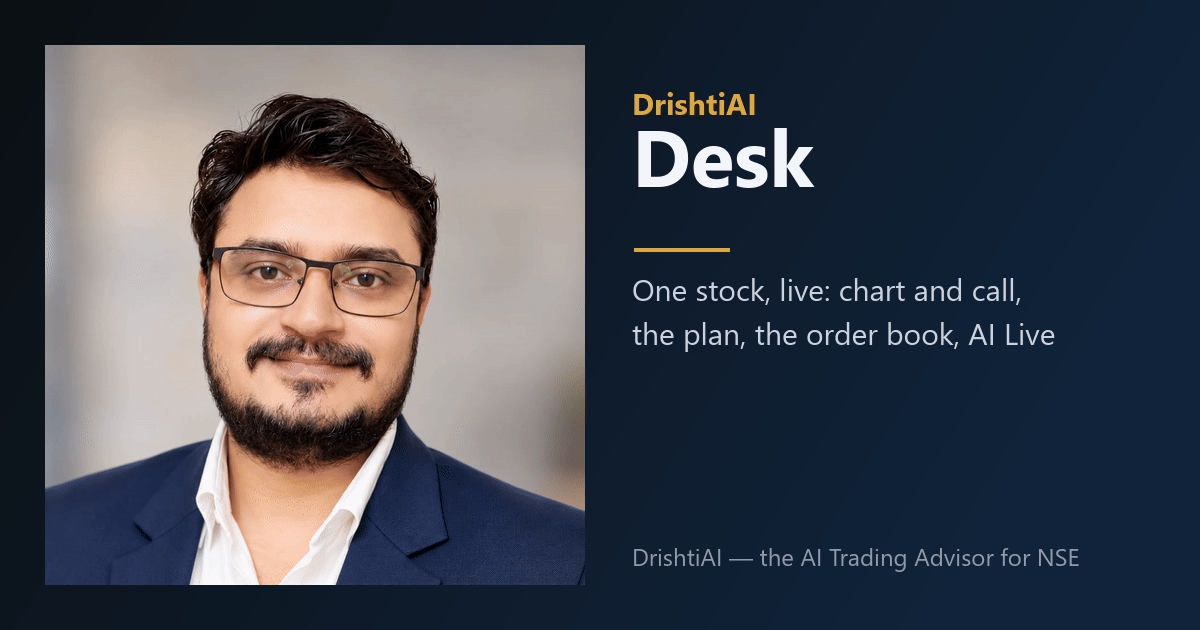 DrishtiAI
Desk
One stock, live: chart and call,
the plan, the order book, AI Live
DrishtiAI — the AI Trading Advisor for NSE